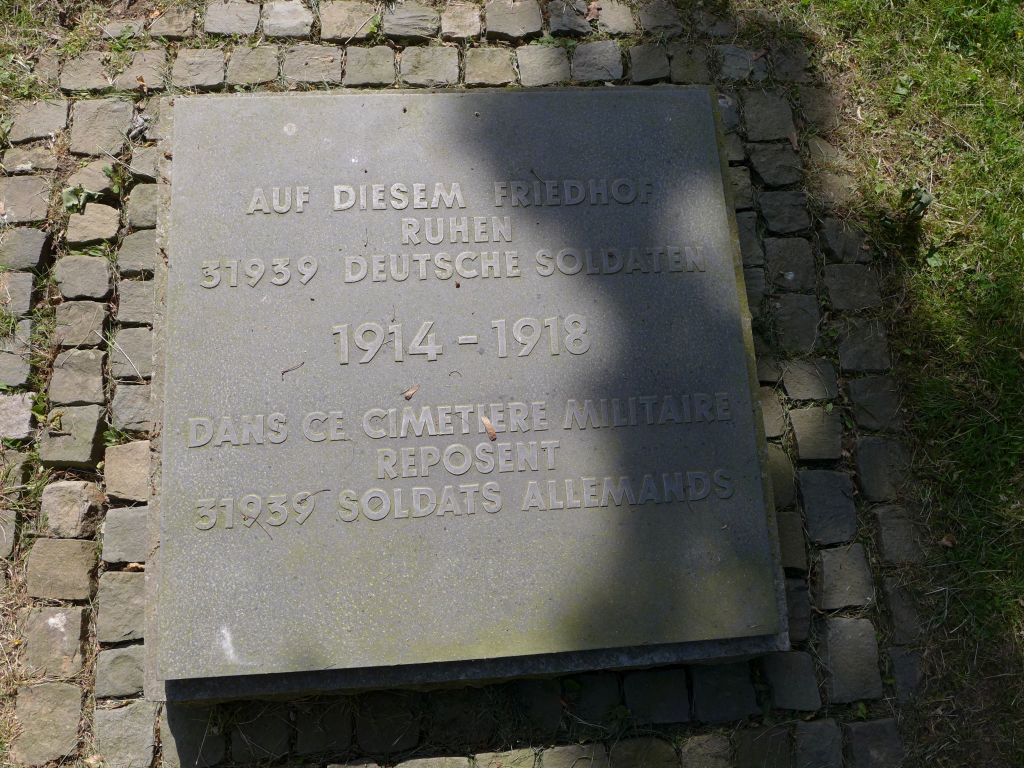 AUF DIESEM FRIEDHOF
RUHEN
31939 DEUTSCHE SOLDATEN
1914 - 1918
DANS CE CIMETIERE MILITAIRE
REPOSENT
31939 SOLDATS ALLEMANDS